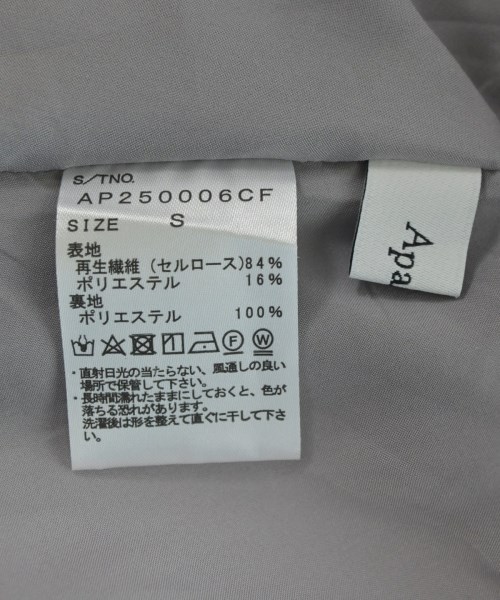 S/TNO.
AP250006CF
SIZE S
表地
再生繊維（セルロース)84%
ポリエステル 16%
裏地
ポリエステル 100%
・直射日光の当たらない、風通しの良い
場所で保管して下さい。
・長時間濡れたままにしておくと、色が
落ちる恐れがあります。
洗濯後は形を整えて直ぐに干して下さ
い。
Apa